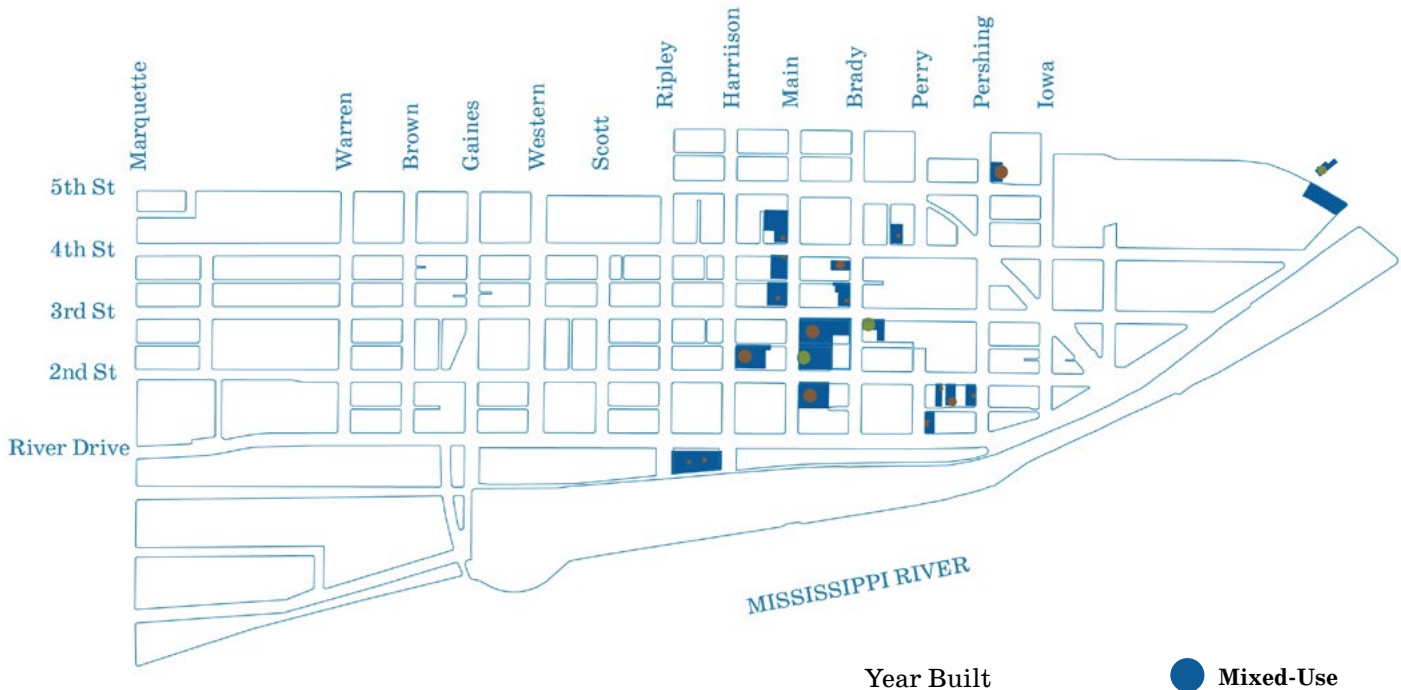 Marquette
Warren
Brown
Gaines
Western
Scott
Ripley
Harriison
Main
Brady
Perry
Pershing
Iowa
5th St
4th St
3rd St
2nd St
River Drive
MISSISSIPPI RIVER
Year Built
Mixed-Use